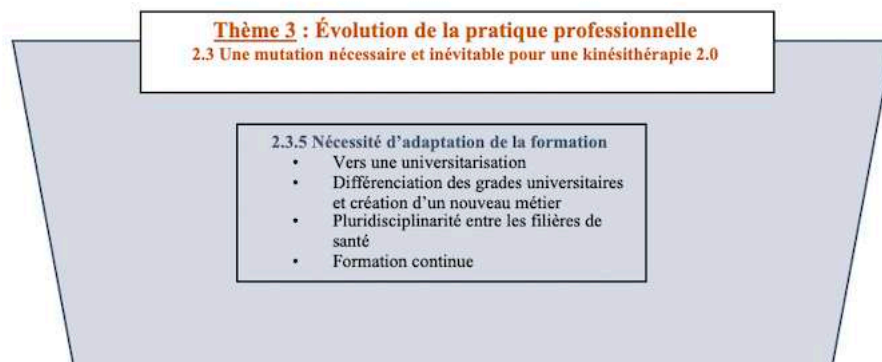 Thème 3 : Évolution de la pratique professionnelle
2.3 Une mutation nécessaire et inévitable pour une kinésithérapie 2.0
2.3.5 Nécessité d'adaptation de la formation
• Vers une universitarisation
• Différenciation des grades universitaires
et création d'un nouveau métier
• Pluridisciplinarité entre les filières de
santé
• Formation continue